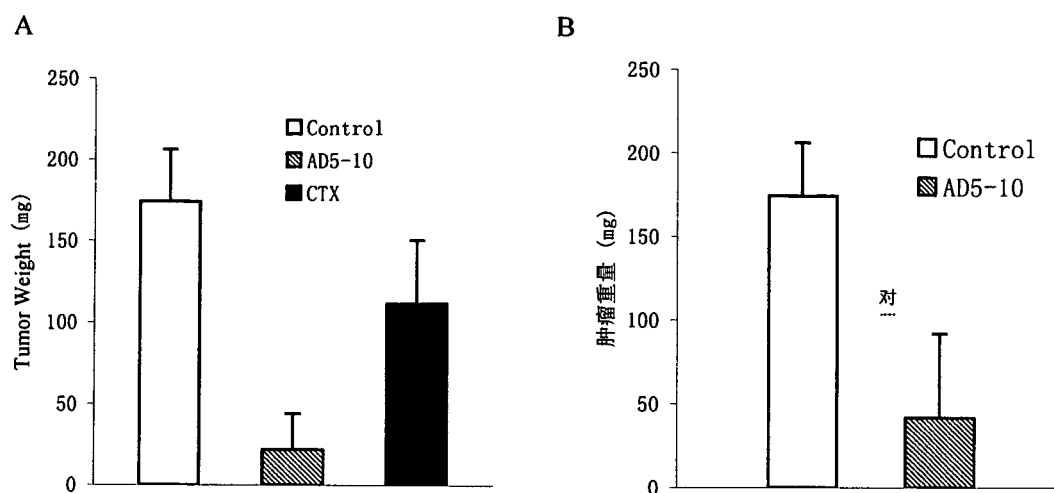 A
Tumor Weight (mg)
250
200
150
100
50
0
Control
AD5-10
CTX
B
肿瘤重量 (mg)
250
200
150
100
50
0
Control
AD5-10
对